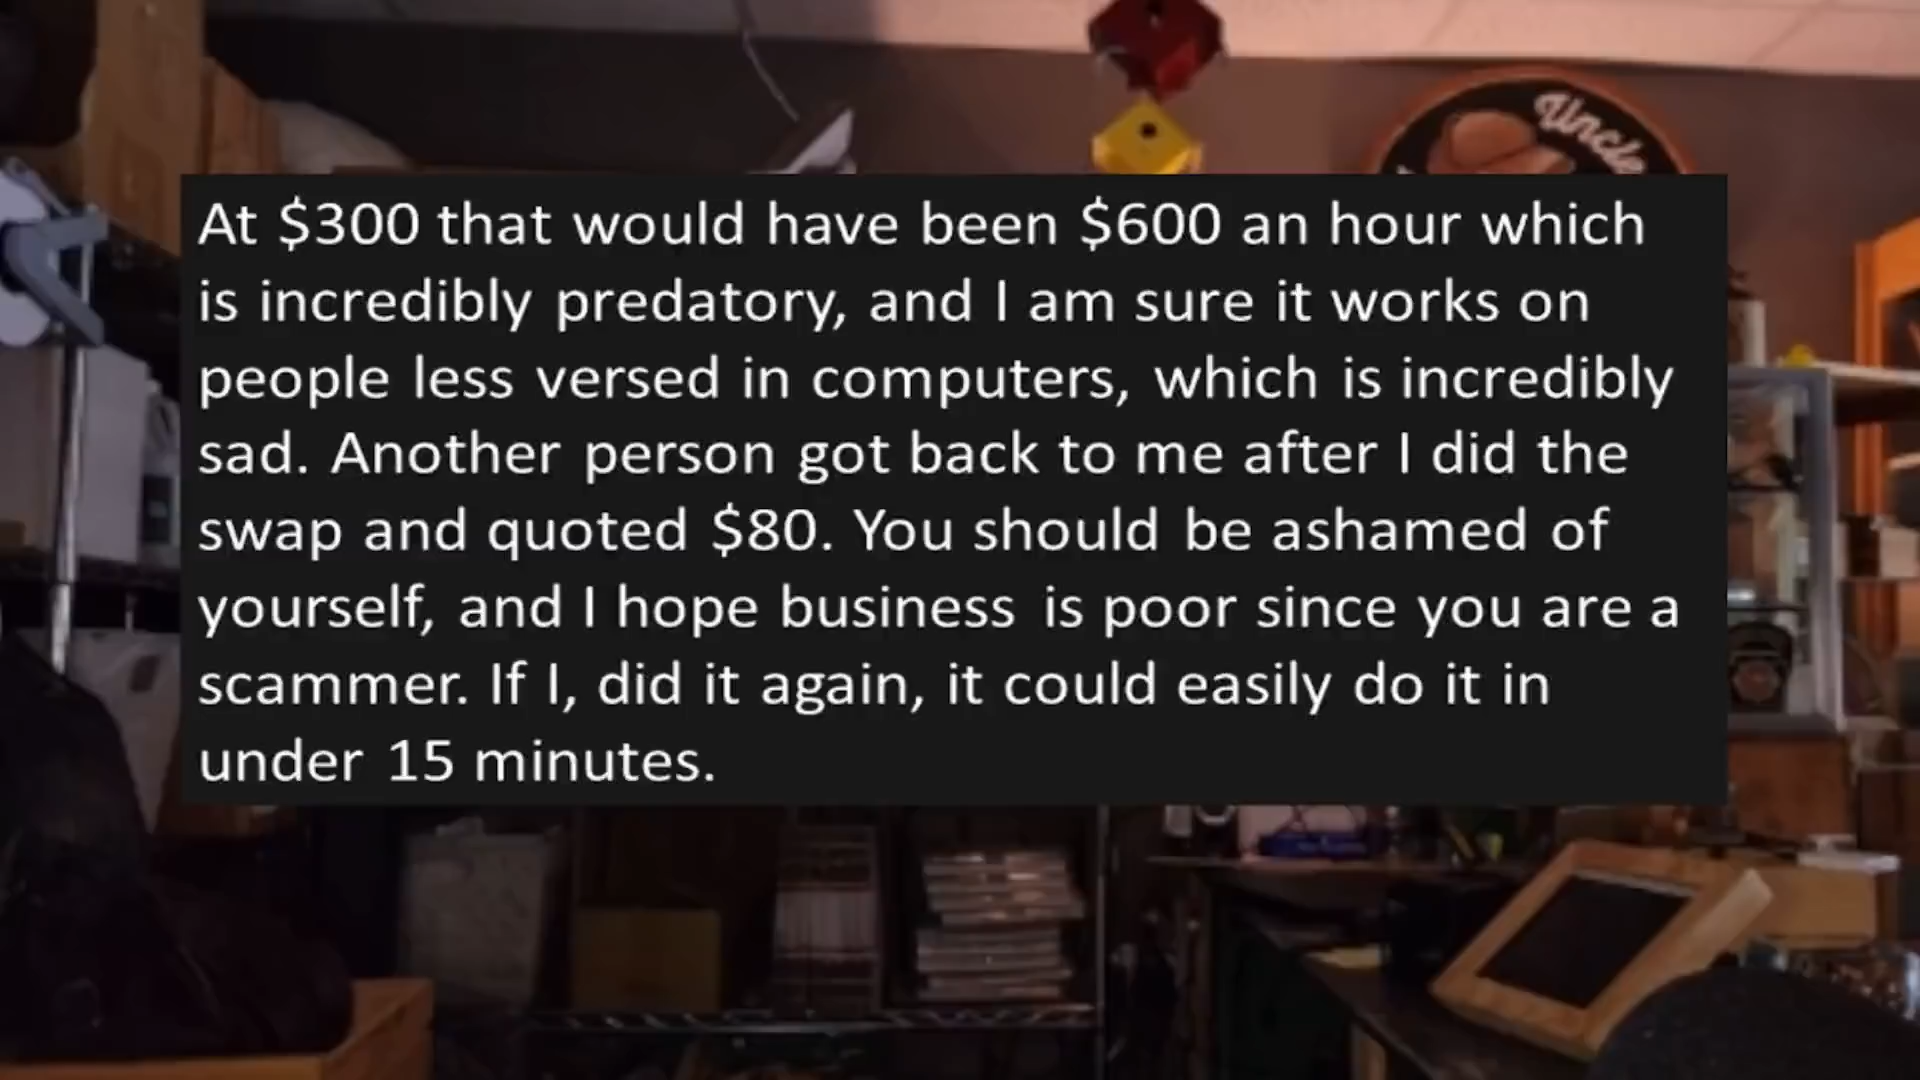 Uncle
At $300 that would have been $600 an hour which
is incredibly predatory, and I am sure it works on
people less versed in computers, which is incredibly
sad. Another person got back to me after I did the
swap and quoted $80. You should be ashamed of
yourself, and I hope business is poor since you are a
scammer. If I, did it again, it could easily do it in
under 15 minutes.